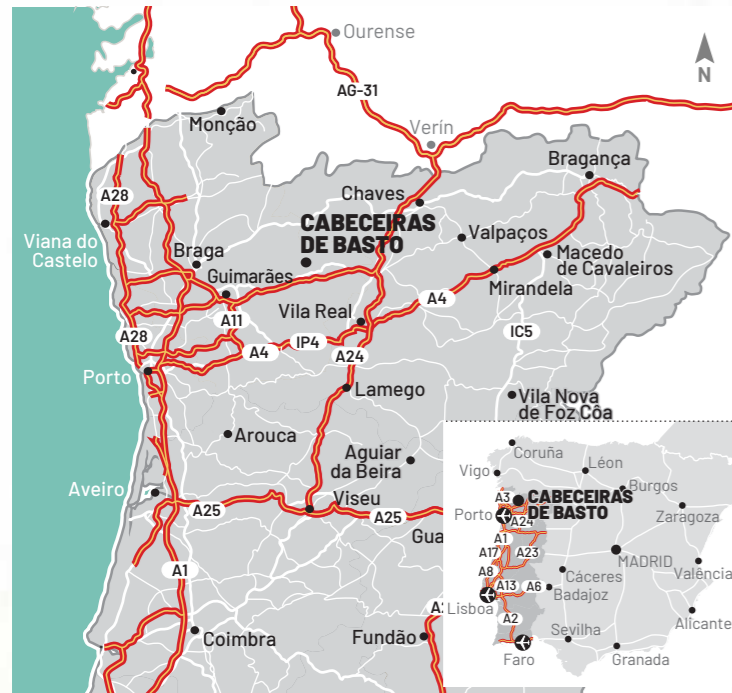 Ourense
N
AG-31
Monção
Verín
Bragança
A28
Chaves
CABECEIRAS
DE BASTO
Viana do
Castelo
Valpaços
Braga
Macedo
de Cavaleiros
Guimarães
Mirandela
A4
Vila Real
A11
IC5
A28
IP4
A4
A24
Porto
Lamego
Vila Nova
de Foz Côa
Arouca
Aguiar
da Beira
Aveiro
Viseu
A25
A25
Gua
A1
A2
Coimbra
Fundão
Coruña
Léon
Vigo
Burgos
A3
CABECEIRAS
DE BASTO
Porto
A24
Zaragoza
A1
A17
A23
MADRID
Valência
A8
Cáceres
A13
A6
Badajoz
Lisboa
Alicante
A2
Sevilha
Faro
Granada